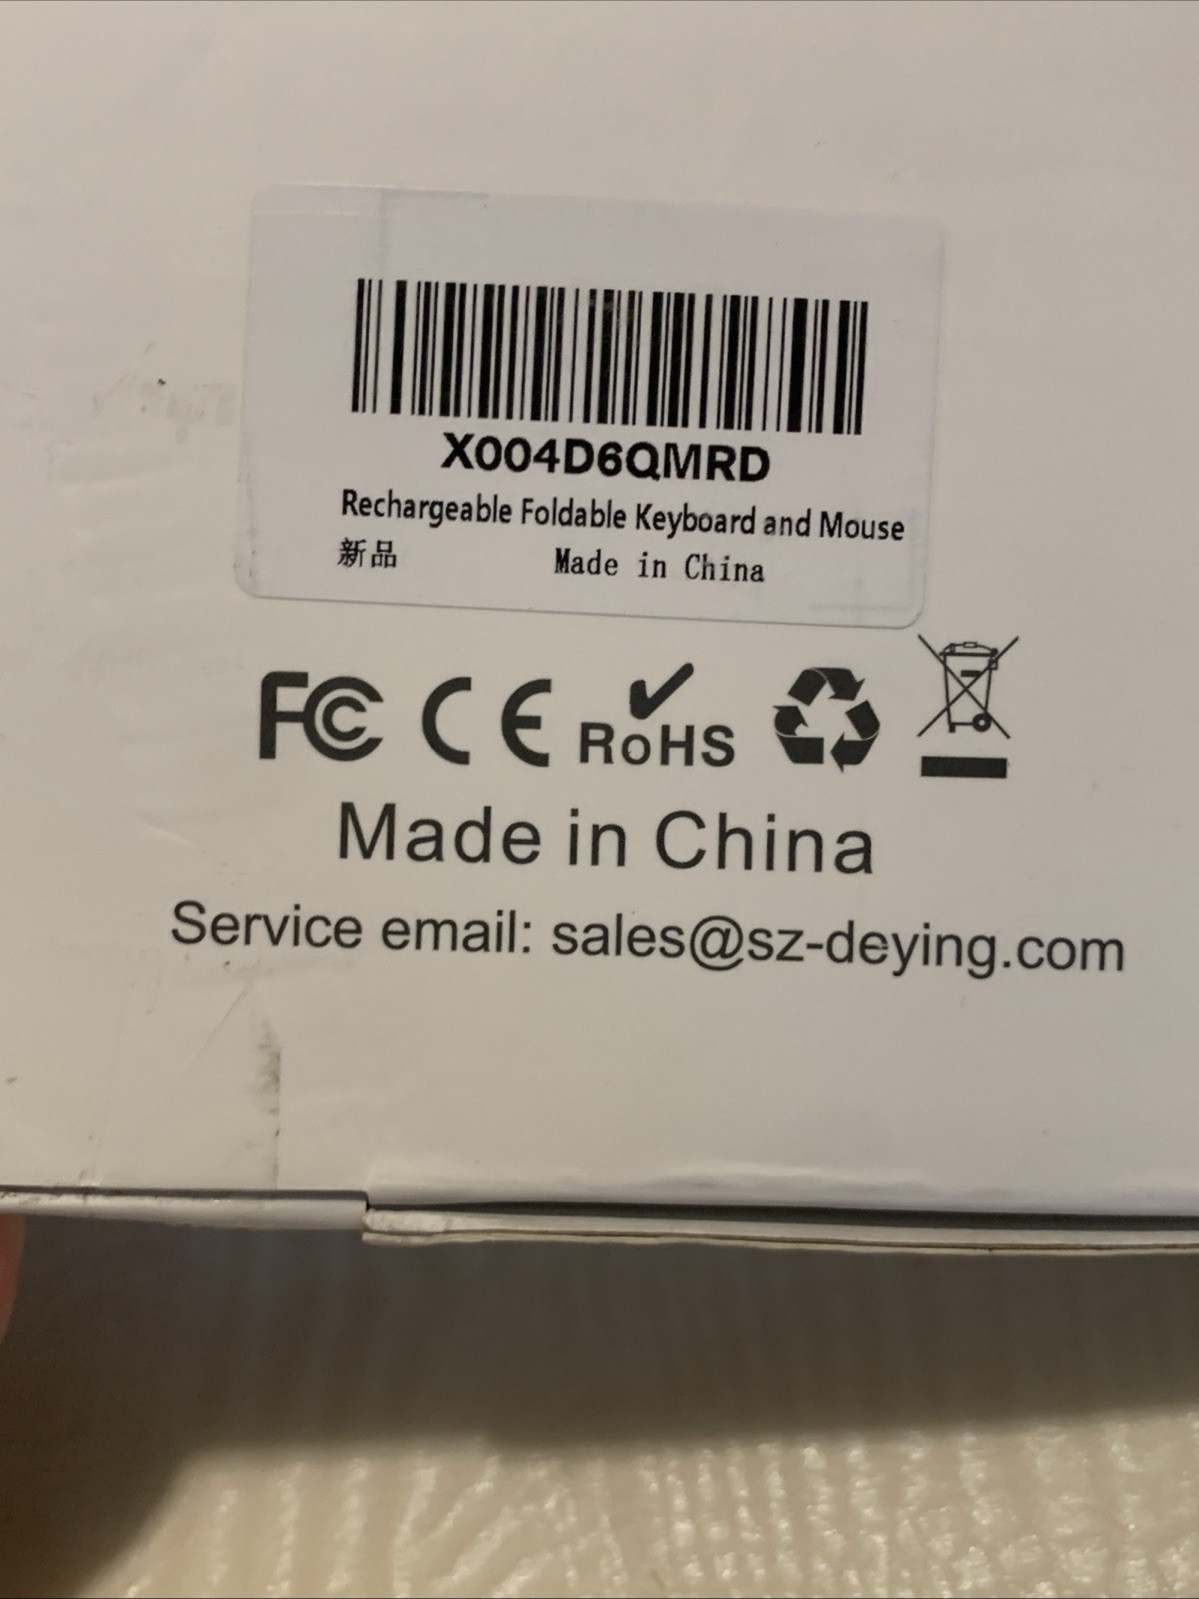 X004D6QMRD
Rechargeable Foldable Keyboard and Mouse
新品 Made in China
FC CE RoHS
Made in China
Service email: sales@sz-deying.com